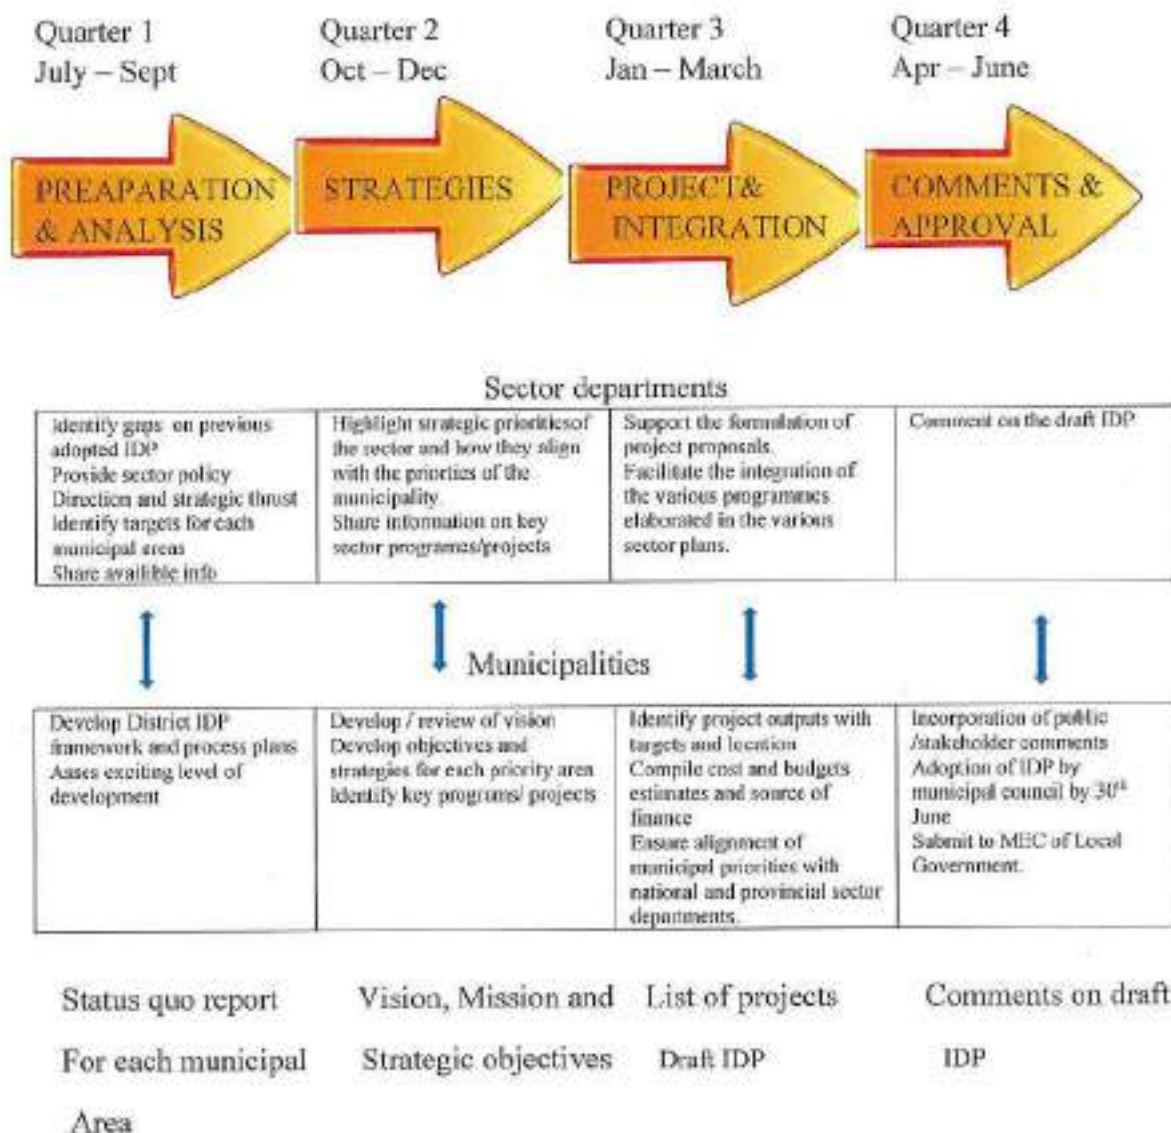 Quarter 1
July – Sept
Quarter 2
Oct – Dec
Quarter 3
Jan – March
Quarter 4
Apr – June
PREAPARATION
& ANALYSIS
STRATEGIES
PROJECT&
INTEGRATION
COMMENTS &
APPROVAL
Sector departments
Identify gaps on previous
adopted IDP
Provide sector policy
Direction and strategic thrust
Identify targets for each
municipal areas
Share availible info
Highlight strategic prioritiesof
the sector and how they align
with the priorties of the
municipality
Share information on key
sector programes/projects
Support the formulation of
project proposals.
Facilitate the integration of
the various programmes
elaborated in the various
sector plans.
Comment on the draft IDP
Municipalities
Develop District IDP
framework and process plans
Asses exciting level of
development
Develop / review of vision
Develop objectives and
strategies for each priority area
Identify key programs/ projects
Identify project outputs with
targets and location
Compile cost and budgets
estimates and source of
finance
Ensure alignment of
municipal priorities with
national and provincial sector
departments.
Incorporation of public
/stakeholder comments
Adoption of IDP by
municipal council by 30th
June
Submit to MEC of Local
Government.
Status quo report
For each municipal
Area
Vision, Mission and
Strategic objectives
List of projects
Draft IDP
Comments on draft
IDP